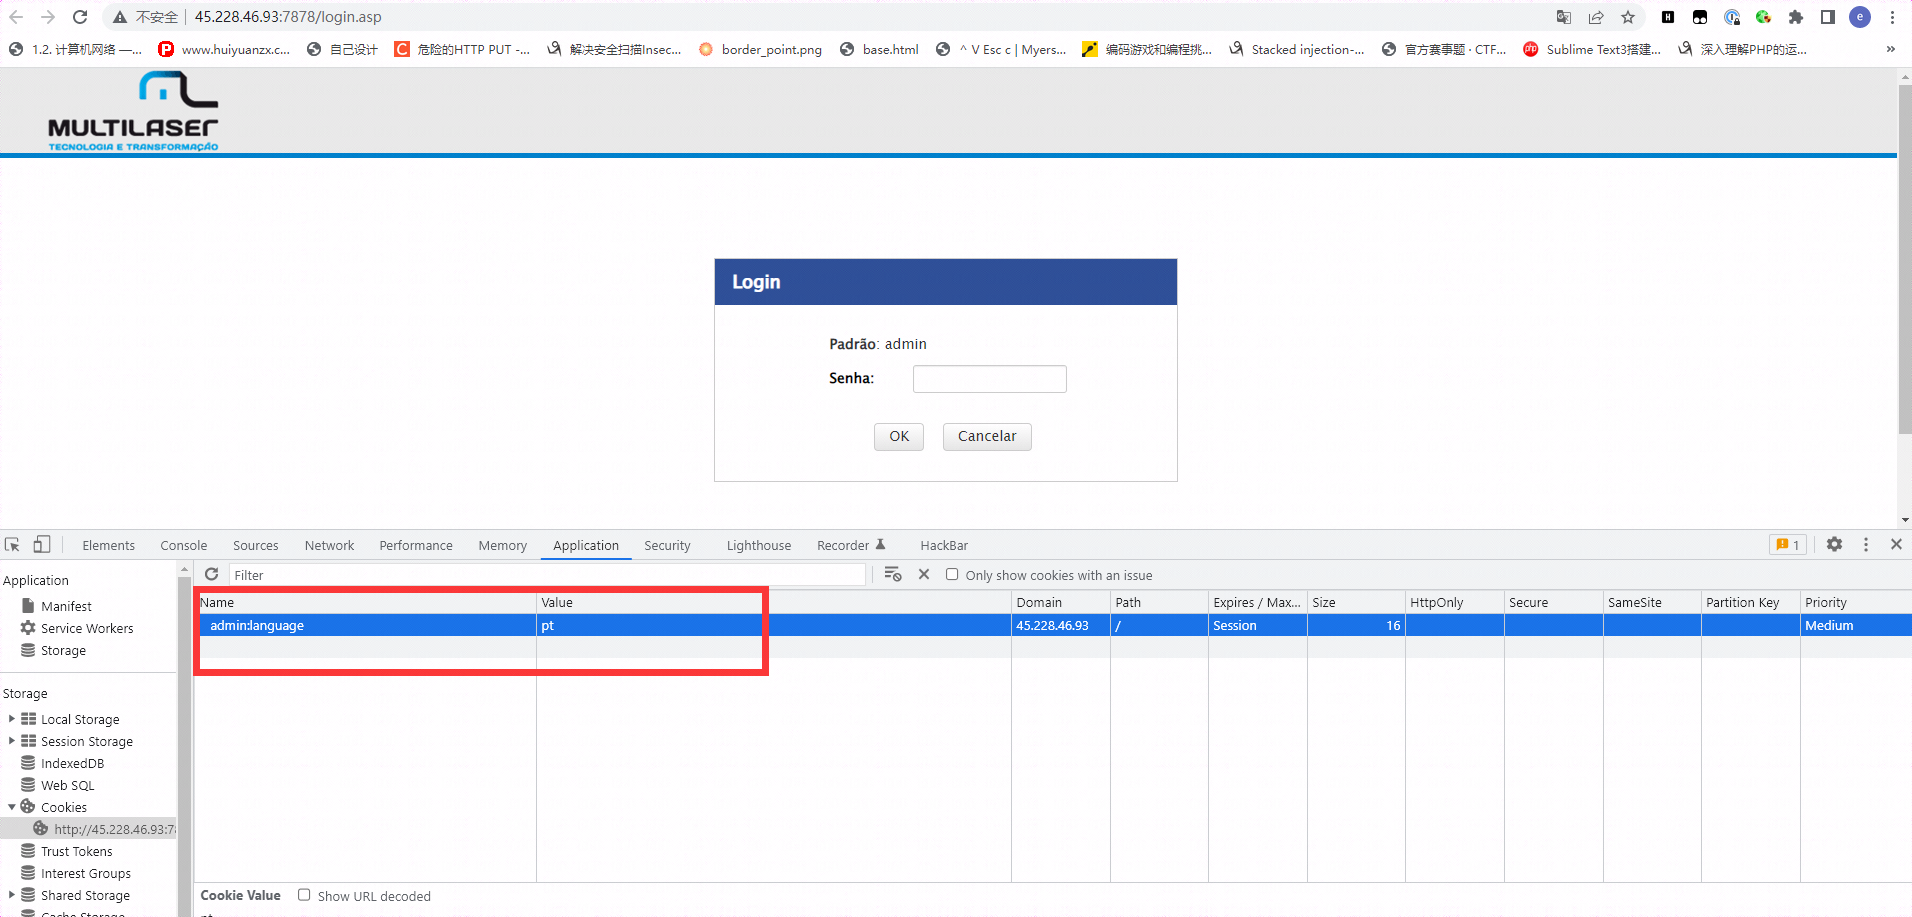 不安全 45.228.46.93:7878/login.asp
1.2. 计算机网络 —... www.huiyuanzx.c... 自己设计 危险的HTTP PUT -... 解决安全扫描Insec... border_point.png base.html ^ V Esc c | Myers... 编码游戏和编程挑... Stacked injection-... 官方赛事题 · CTF... Sublime Text3搭建... 深入理解PHP的运... »
MULTILASER
TECNOLOGIA E TRANSFORMAÇÃO
Login
Padrão: admin
Senha:
OK Cancelar
Elements Console Sources Network Performance Memory Application Security Lighthouse Recorder HackBar 1
Application
Manifest
Service Workers
Storage
Storage
Local Storage
Session Storage
IndexedDB
Web SQL
Cookies
http://45.228.46.93:78
Trust Tokens
Interest Groups
Shared Storage
Cache Storage
Filter Only show cookies with an issue
Name Value Domain Path Expires / Max... Size HttpOnly Secure SameSite Partition Key Priority
admin:language pt 45.228.46.93 / Session 16 Medium
Cookie Value Show URL decoded
pt